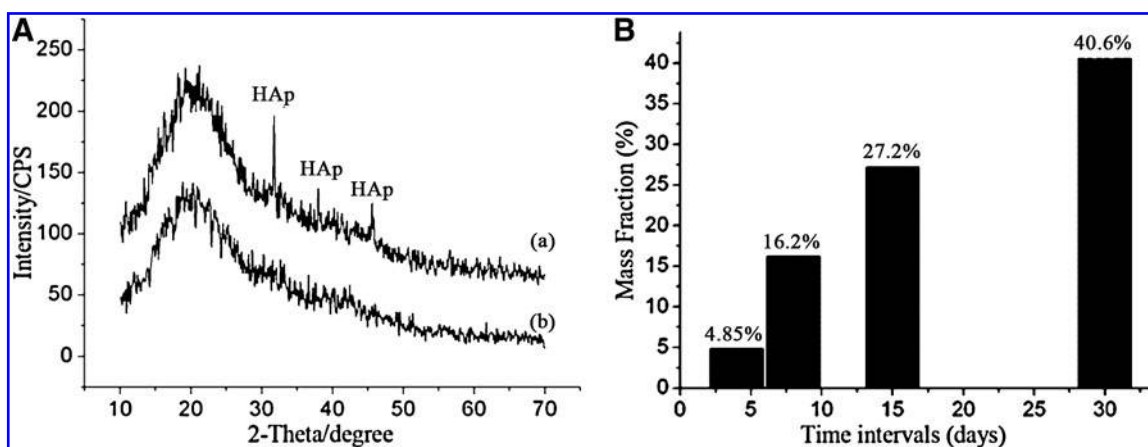 A
250
200
150
100
50
0
Intensity/CPS
HAp
HAp
HAp
(a)
(b)
10 20 30 40 50 60 70
2-Theta/degree
B
40
35
30
25
20
15
10
5
0
Mass Fraction (%)
4.85%
16.2%
27.2%
40.6%
0 5 10 15 20 25 30
Time intervals (days)